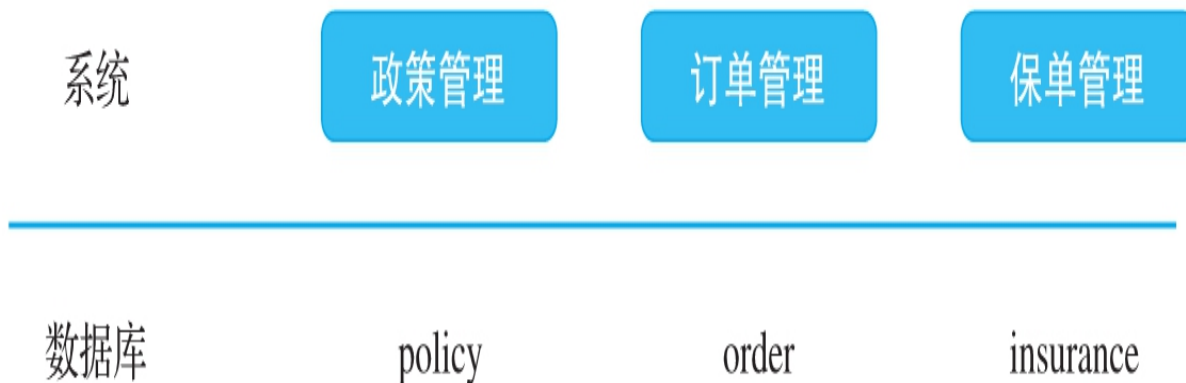 系统 政策管理 订单管理 保单管理
数据库 policy order insurance